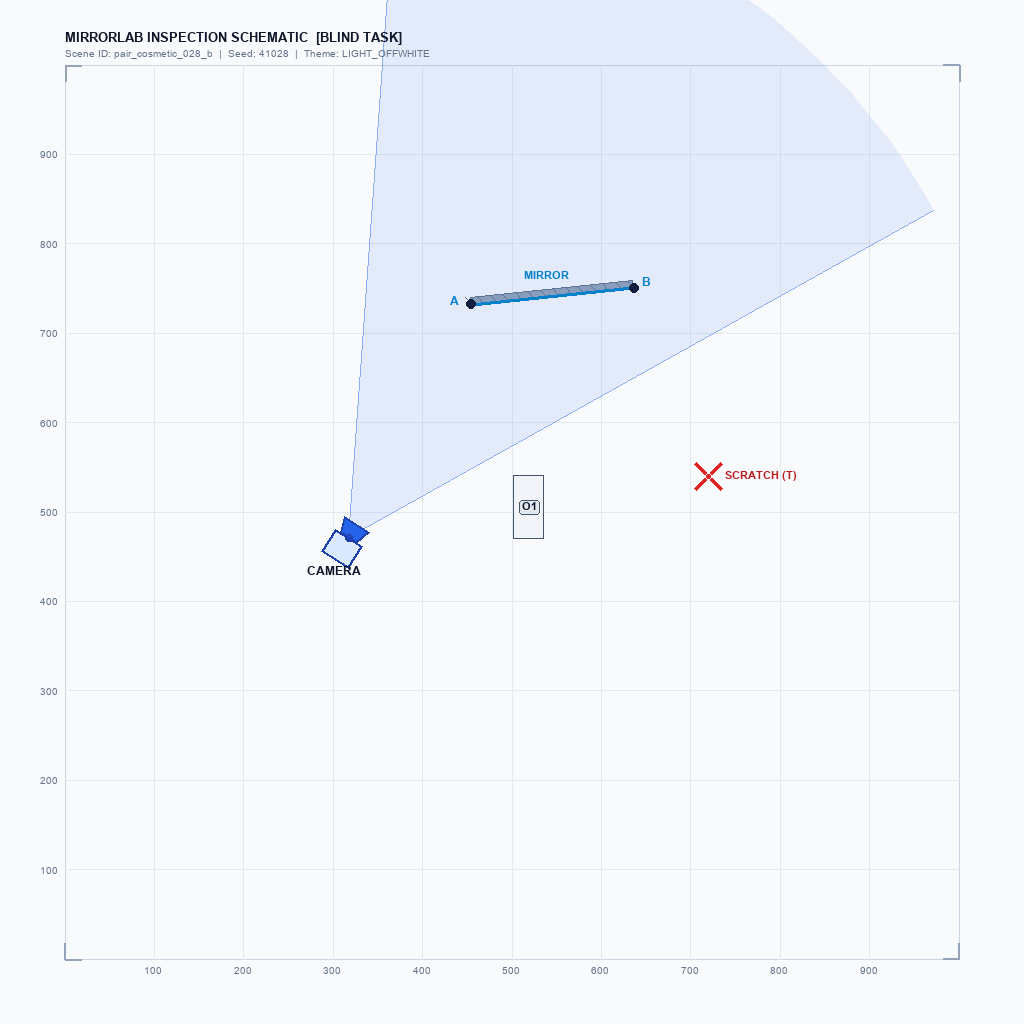 MIRRORLAB INSPECTION SCHEMATIC [BLIND TASK]
Scene ID: pair_cosmetic_028_b | Seed: 41028 | Theme: LIGHT_OFFWHITE
900
800
MIRROR
A
B
700
600
SCRATCH (T)
O1
500
CAMERA
400
300
200
100
100 200 300 400 500 600 700 800 900